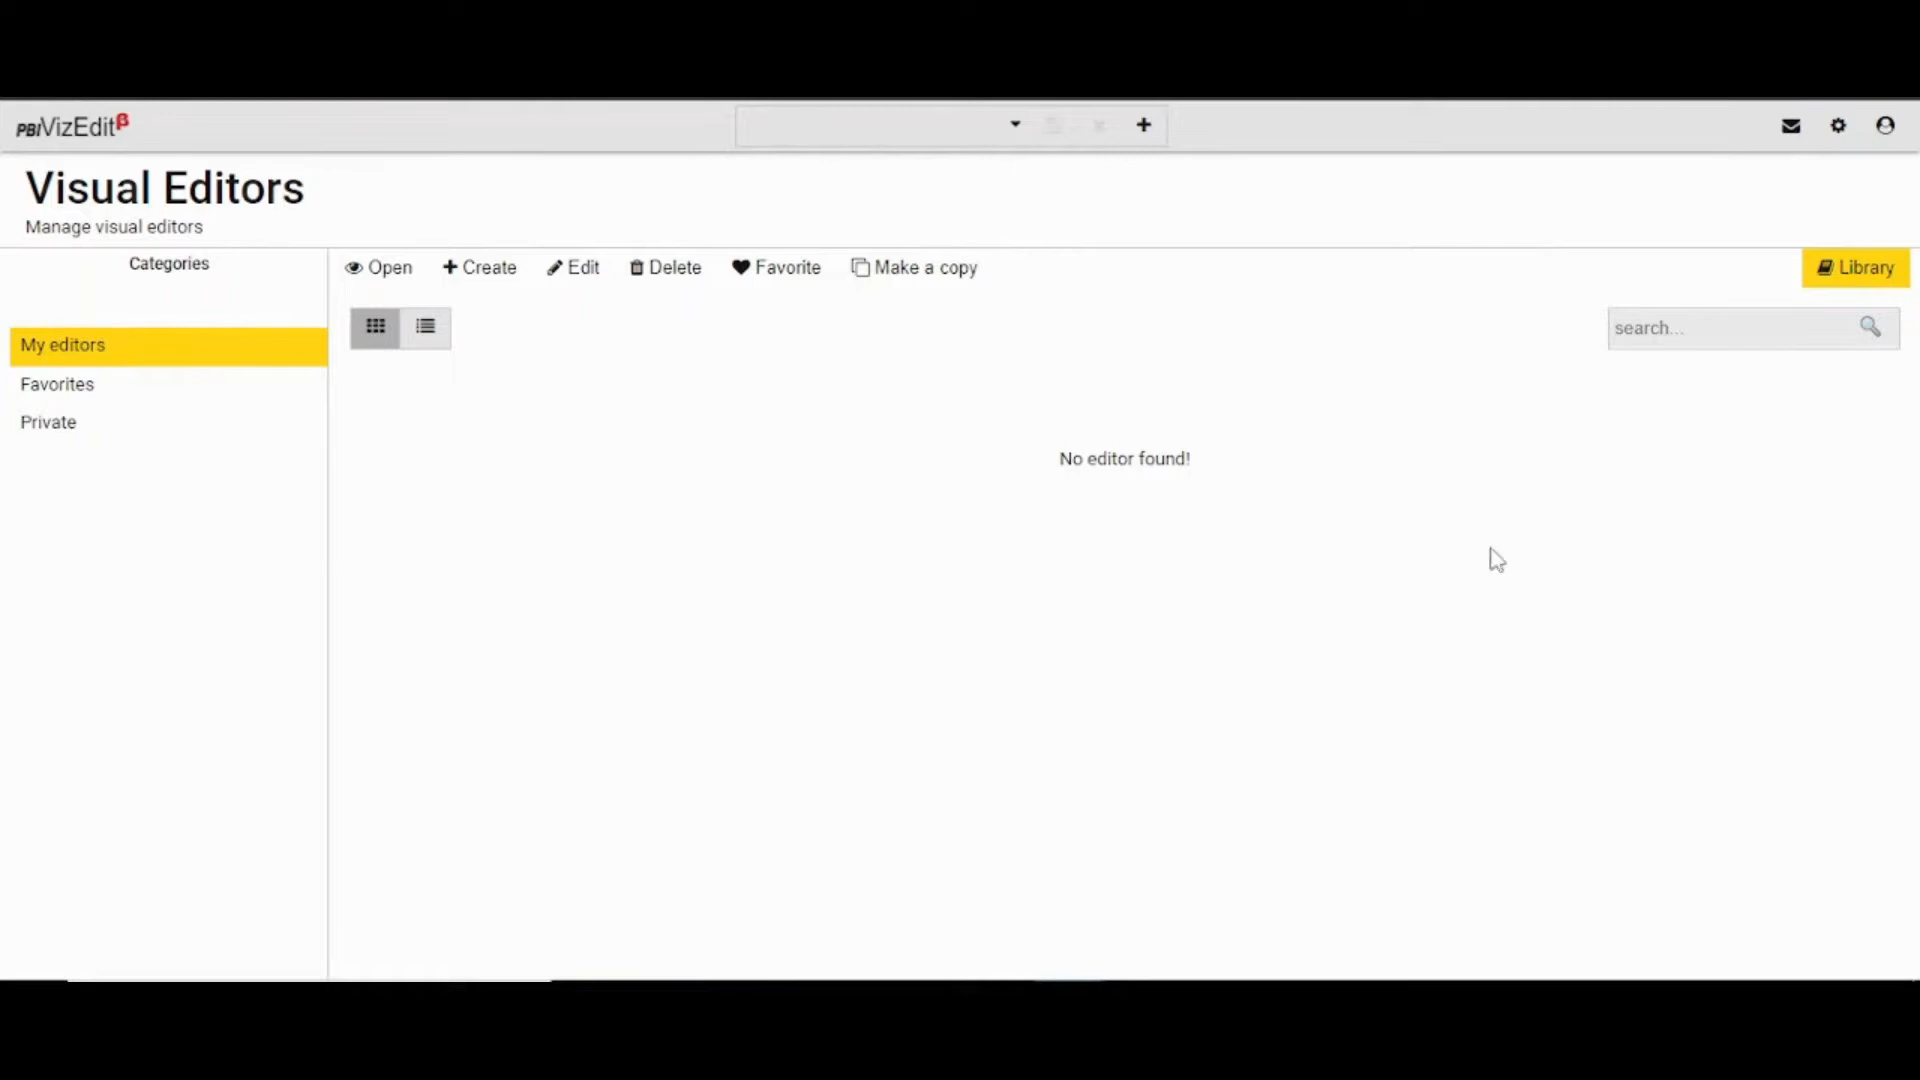 PBIVizEditβ
Visual Editors
Manage visual editors
Categories
Open Create Edit Delete Favorite Make a copy Library
search...
My editors
Favorites
Private
No editor found!